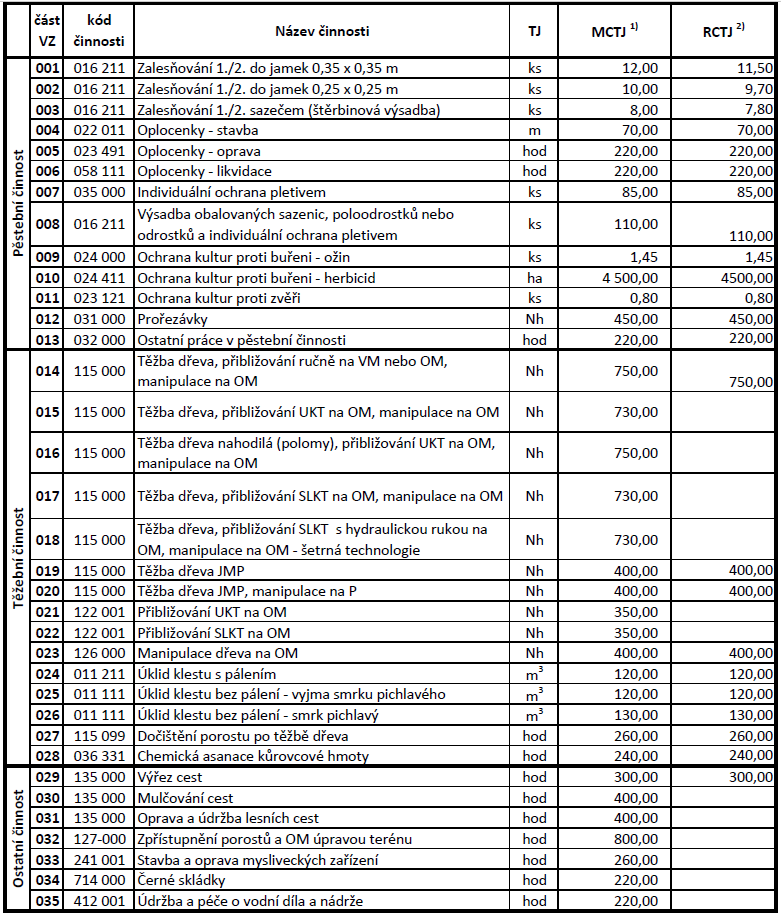 část VZ kód činnosti Název činnosti TJ MCTJ 1) RCTJ 2)
Pěstební činnost
001 016 211 Zalesňování 1./2. do jamek 0,35 x 0,35 m ks 12,00 11,50
002 016 211 Zalesňování 1./2. do jamek 0,25 x 0,25 m ks 10,00 9,70
003 016 211 Zalesňování 1./2. sazečem (štěrbinová výsadba) ks 8,00 7,80
004 022 011 Oplocenky - stavba m 70,00 70,00
005 023 491 Oplocenky - oprava hod 220,00 220,00
006 058 111 Oplocenky - likvidace hod 220,00 220,00
007 035 000 Individuální ochrana pletivem ks 85,00 85,00
008 016 211 Výsadba obalovaných sazenic, poloodrostků nebo
odrostků a individuální ochrana pletivem ks 110,00 110,00
009 024 000 Ochrana kultur proti buřeni - ožin ks 1,45 1,45
010 024 411 Ochrana kultur proti buřeni - herbicid ha 4 500,00 4500,00
011 023 121 Ochrana kultur proti zvěři ks 0,80 0,80
012 031 000 Prořezávky Nh 450,00 450,00
013 032 000 Ostatní práce v pěstební činnosti hod 220,00 220,00
Těžební činnost
014 115 000 Těžba dřeva, přibližování ručně na VM nebo OM,
manipulace na OM Nh 750,00 750,00
015 115 000 Těžba dřeva, přibližování UKT na OM, manipulace na OM Nh 730,00
016 115 000 Těžba dřeva nahodilá (polomy), přibližování UKT na OM,
manipulace na OM Nh 750,00
017 115 000 Těžba dřeva, přibližování SLKT na OM, manipulace na OM Nh 730,00
018 115 000 Těžba dřeva, přibližování SLKT s hydraulickou rukou na
OM, manipulace na OM - šetrná technologie Nh 730,00
019 115 000 Těžba dřeva JMP Nh 400,00 400,00
020 115 000 Těžba dřeva JMP, manipulace na P Nh 400,00 400,00
021 122 001 Přibližování UKT na OM Nh 350,00
022 122 001 Přibližování SLKT na OM Nh 350,00
023 126 000 Manipulace dřeva na OM Nh 400,00 400,00
024 011 211 Úklid klestu s pálením m³ 120,00 120,00
025 011 111 Úklid klestu bez pálení - vyjma smrku pichlavého m³ 120,00 120,00
026 011 111 Úklid klestu bez pálení - smrk pichlavý m³ 130,00 130,00
027 115 099 Dočištění porostu po těžbě dřeva hod 260,00 260,00
028 036 331 Chemická asanace kůrovcové hmoty hod 240,00 240,00
Ostatní činnost
029 135 000 Výřez cest hod 300,00 300,00
030 135 000 Mulčování cest hod 400,00
031 135 000 Oprava a údržba lesních cest hod 400,00
032 127-000 Zpřístupnění porostů a OM úpravou terénu hod 800,00
033 241 001 Stavba a oprava mysliveckých zařízení hod 260,00
034 714 000 Černé skládky hod 220,00
035 412 001 Údržba a péče o vodní díla a nádrže hod 220,00